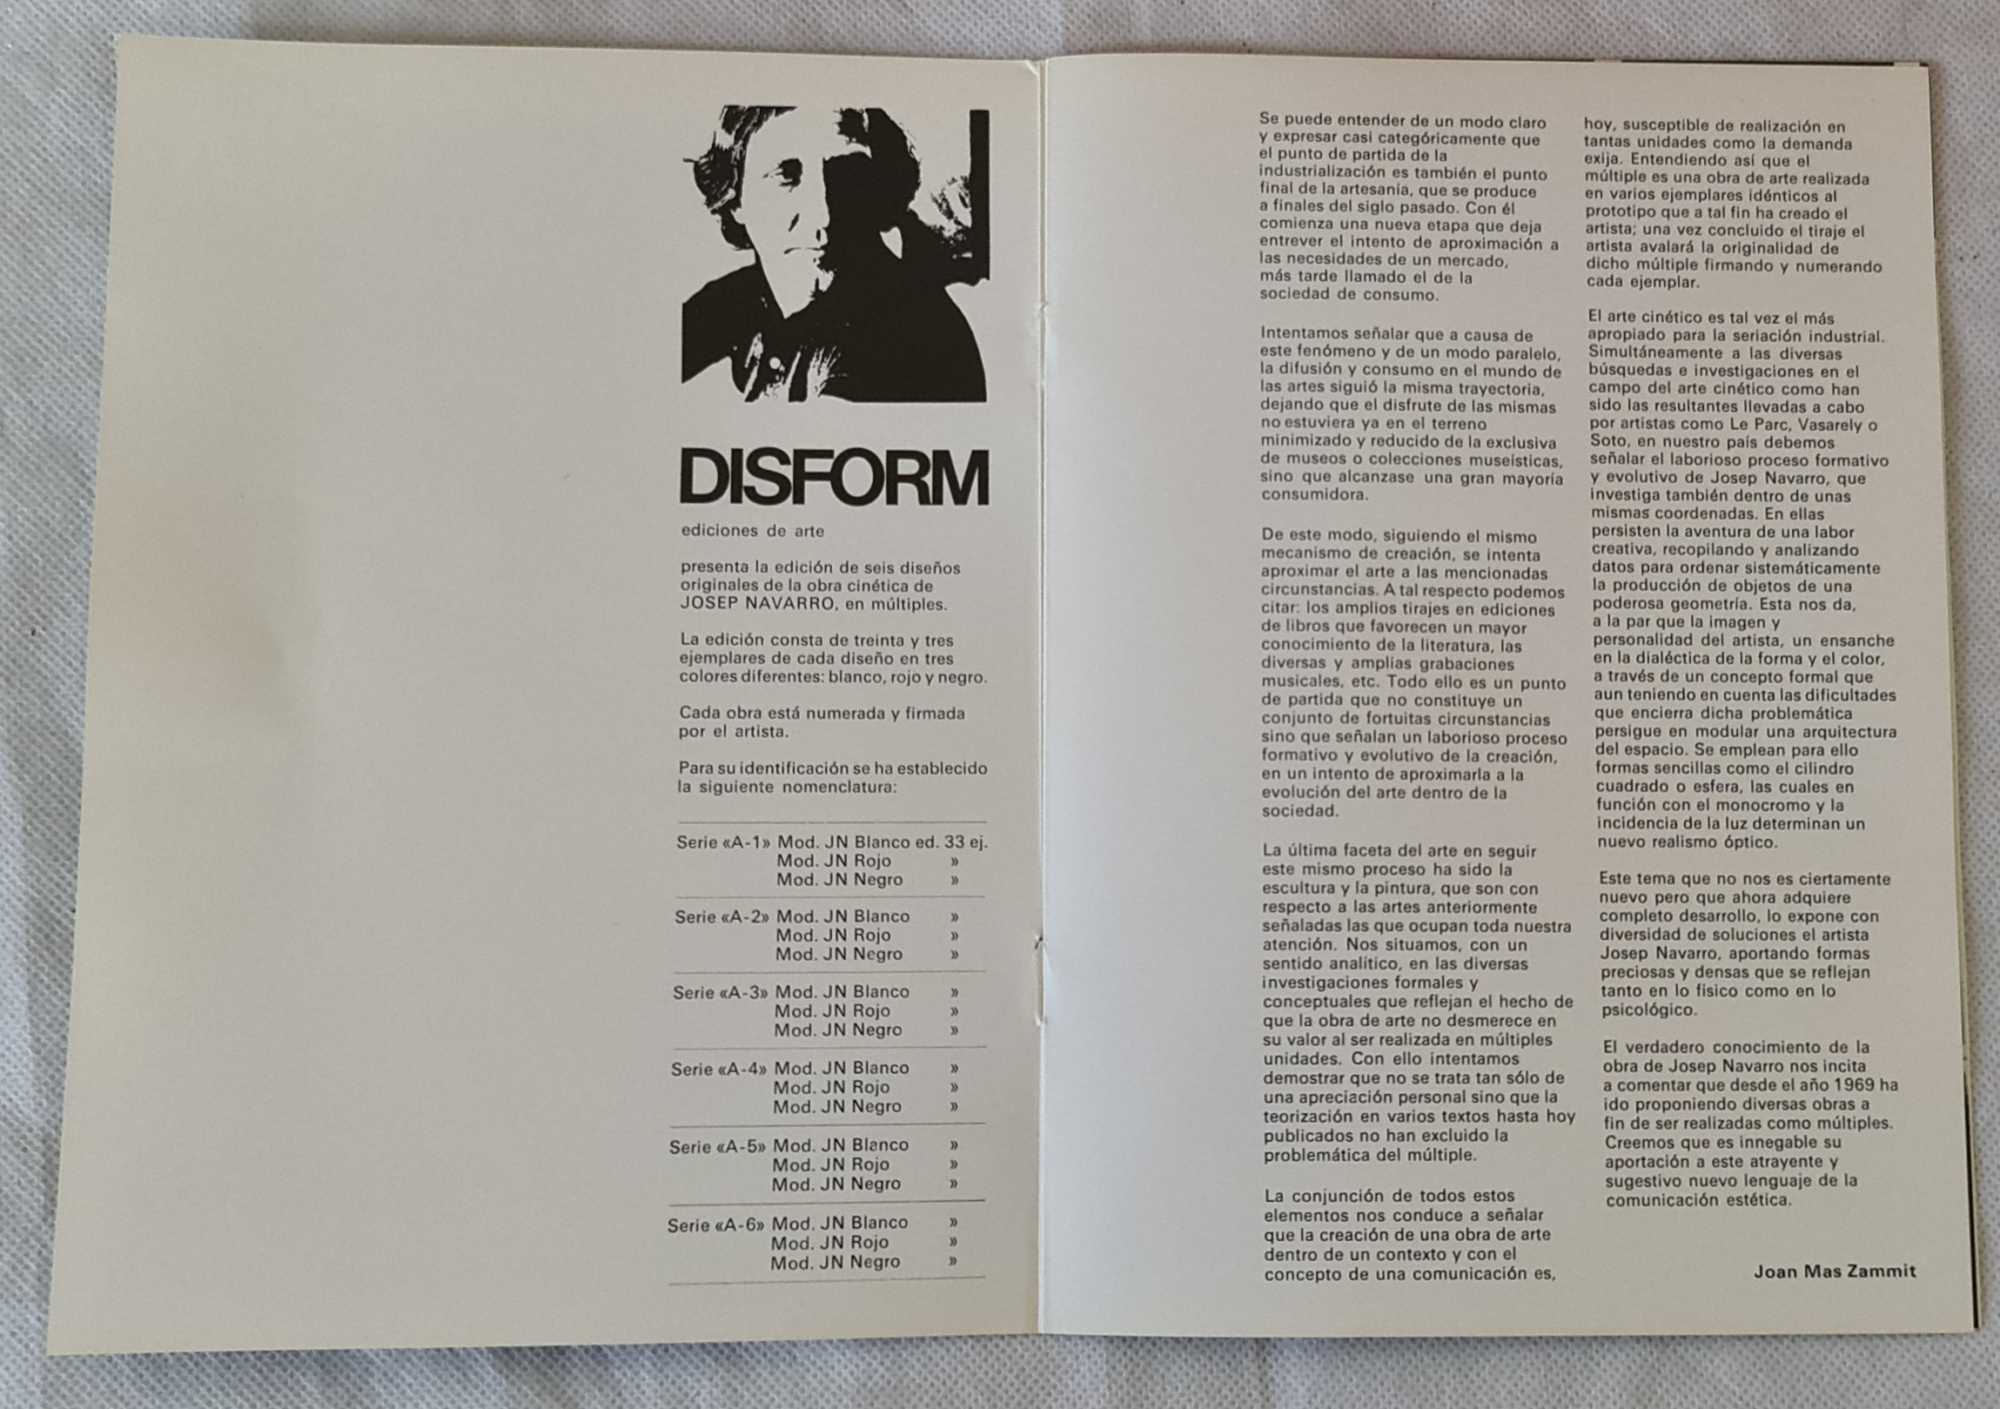 DISFORM
ediciones de arte
presenta la edición de seis diseños
originales de la obra cinética de
JOSEP NAVARRO, en múltiples.
La edición consta de treinta y tres
ejemplares de cada diseño en tres
colores diferentes: blanco, rojo y negro.
Cada obra está numerada y firmada
por el artista.
Para su identificación se ha establecido
la siguiente nomenclatura:
Serie «A-1» Mod. JN Blanco ed. 33 ej.
Mod. JN Rojo »
Mod. JN Negro »
Serie «A-2» Mod. JN Blanco »
Mod. JN Rojo »
Mod. JN Negro »
Serie «A-3» Mod. JN Blanco »
Mod. JN Rojo »
Mod. JN Negro »
Serie «A-4» Mod. JN Blanco »
Mod. JN Rojo »
Mod. JN Negro »
Serie «A-5» Mod. JN Blanco »
Mod. JN Rojo »
Mod. JN Negro »
Serie «A-6» Mod. JN Blanco »
Mod. JN Rojo »
Mod. JN Negro »
Se puede entender de un modo claro
y expresar casi categóricamente que
el punto de partida de la
industrialización es también el punto
final de la artesanía, que se produce
a finales del siglo pasado. Con él
comienza una nueva etapa que deja
entrever el intento de aproximación a
las necesidades de un mercado,
más tarde llamado el de la
sociedad de consumo.
Intentamos señalar que a causa de
este fenómeno y de un modo paralelo,
la difusión y consumo en el mundo de
las artes siguió la misma trayectoria,
dejando que el disfrute de las mismas
no estuviera ya en el terreno
minimizado y reducido de la exclusiva
de museos o colecciones museísticas,
sino que alcanzase una gran mayoría
consumidora.
De este modo, siguiendo el mismo
mecanismo de creación, se intenta
aproximar el arte a las mencionadas
circunstancias. A tal respecto podemos
citar: los amplios tirajes en ediciones
de libros que favorecen un mayor
conocimiento de la literatura, las
diversas y amplias grabaciones
musicales, etc. Todo ello es un punto
de partida que no constituye un
conjunto de fortuitas circunstancias
sino que señalan un laborioso proceso
formativo y evolutivo de la creación,
en un intento de aproximarla a la
evolución del arte dentro de la
sociedad.
La última faceta del arte en seguir
este mismo proceso ha sido la
escultura y la pintura, que son con
respecto a las artes anteriormente
señaladas las que ocupan toda nuestra
atención. Nos situamos, con un
sentido analítico, en las diversas
investigaciones formales y
conceptuales que reflejan el hecho de
que la obra de arte no desmerece en
su valor al ser realizada en múltiples
unidades. Con ello intentamos
demostrar que no se trata tan sólo de
una apreciación personal sino que la
teorización en varios textos hasta hoy
publicados no han excluido la
problemática del múltiple.
La conjunción de todos estos
elementos nos conduce a señalar
que la creación de una obra de arte
dentro de un contexto y con el
concepto de una comunicación es,
hoy, susceptible de realización en
tantas unidades como la demanda
exija. Entendiendo así que el
múltiple es una obra de arte realizada
en varios ejemplares idénticos al
prototipo que a tal fin ha creado el
artista; una vez concluido el tiraje el
artista avalará la originalidad de
dicho múltiple firmando y numerando
cada ejemplar.
El arte cinético es tal vez el más
apropiado para la seriación industrial.
Simultáneamente a las diversas
búsquedas e investigaciones en el
campo del arte cinético como han
sido las resultantes llevadas a cabo
por artistas como Le Parc, Vasarely o
Soto, en nuestro país debemos
señalar el laborioso proceso formativo
y evolutivo de Josep Navarro, que
investiga también dentro de unas
mismas coordenadas. En ellas
persisten la aventura de una labor
creativa, recopilando y analizando
datos para ordenar sistemáticamente
la producción de objetos de una
poderosa geometría. Esta nos da,
a la par que la imagen y
personalidad del artista, un ensanche
en la dialéctica de la forma y el color,
a través de un concepto formal que
aun teniendo en cuenta las dificultades
que encierra dicha problemática
persigue en modular una arquitectura
del espacio. Se emplean para ello
formas sencillas como el cilindro
cuadrado o esfera, las cuales en
función con el monocromo y la
incidencia de la luz determinan un
nuevo realismo óptico.
Este tema que no nos es ciertamente
nuevo pero que ahora adquiere
completo desarrollo, lo expone con
diversidad de soluciones el artista
Josep Navarro, aportando formas
preciosas y densas que se reflejan
tanto en lo físico como en lo
psicológico.
El verdadero conocimiento de la
obra de Josep Navarro nos incita
a comentar que desde el año 1969 ha
ido proponiendo diversas obras a
fin de ser realizadas como múltiples.
Creemos que es innegable su
aportación a este atrayente y
sugestivo nuevo lenguaje de la
comunicación estética.
Joan Mas Zammit